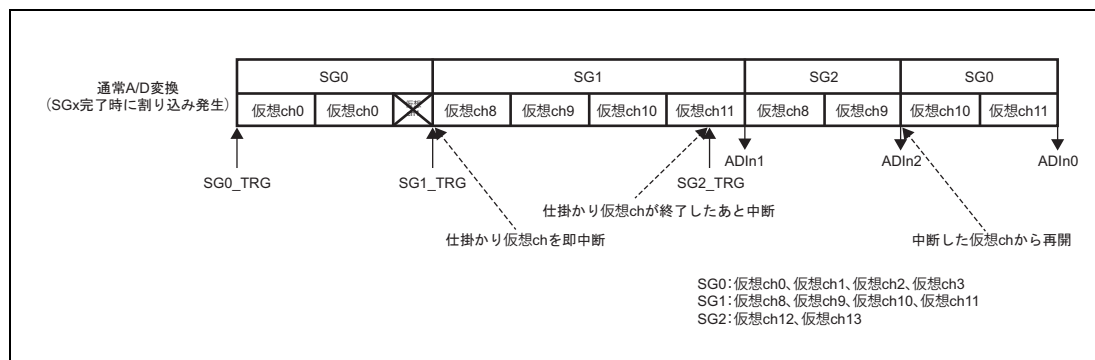 通常A/D変換
(SGx完了時に割り込み発生)
SG0 SG1 SG2 SG0
仮想ch0 仮想ch0 仮想ch8 仮想ch9 仮想ch10 仮想ch11 仮想ch8 仮想ch9 仮想ch10 仮想ch11
SG0_TRG SG1_TRG SG2_TRG ADIn1 ADIn2 ADIn0
仕掛かり仮想chが終了したあと中断
仕掛かり仮想chを即中断 中断した仮想chから再開
SG0：仮想ch0、仮想ch1、仮想ch2、仮想ch3
SG1：仮想ch8、仮想ch9、仮想ch10、仮想ch11
SG2：仮想ch12、仮想ch13